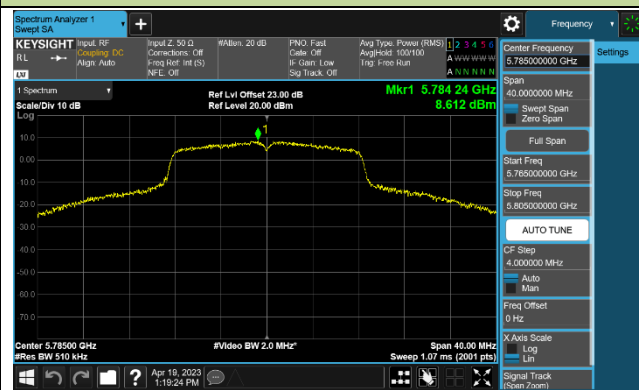 Spectrum Analyzer 1
Swept SA
+
Frequency
KEYSIGHT
RL
LXI
Input: RF
Coupling: DC
Align: Auto
Input Z: 50 Ω
Corrections: Off
Freq Ref: Int (S)
NFE: Off
#Atten: 20 dB
PNO: Fast
Gate: Off
IF Gain: Low
Sig Track: Off
Avg Type: Power (RMS)
Avg|Hold: 100/100
Trig: Free Run
1 2 3 4 5 6
A W W W W W
A N N N N N
1 Spectrum
Scale/Div 10 dB
Log
Ref Lvl Offset 23.00 dB
Ref Level 20.00 dBm
Mkr1 5.784 24 GHz
8.612 dBm
1
10.0
0.00
-10.0
-20.0
-30.0
-40.0
-50.0
-60.0
-70.0
Center 5.78500 GHz
#Res BW 510 kHz
#Video BW 2.0 MHz*
Span 40.00 MHz
Sweep 1.07 ms (2001 pts)
Center Frequency
5.785000000 GHz
Settings
Span
40.0000000 MHz
Swept Span
Zero Span
Full Span
Start Freq
5.765000000 GHz
Stop Freq
5.805000000 GHz
AUTO TUNE
CF Step
4.000000 MHz
Auto
Man
Freq Offset
0 Hz
X Axis Scale
Log
Lin
Signal Track
(Span Zoom)
?
Apr 19, 2023
1:19:24 PM